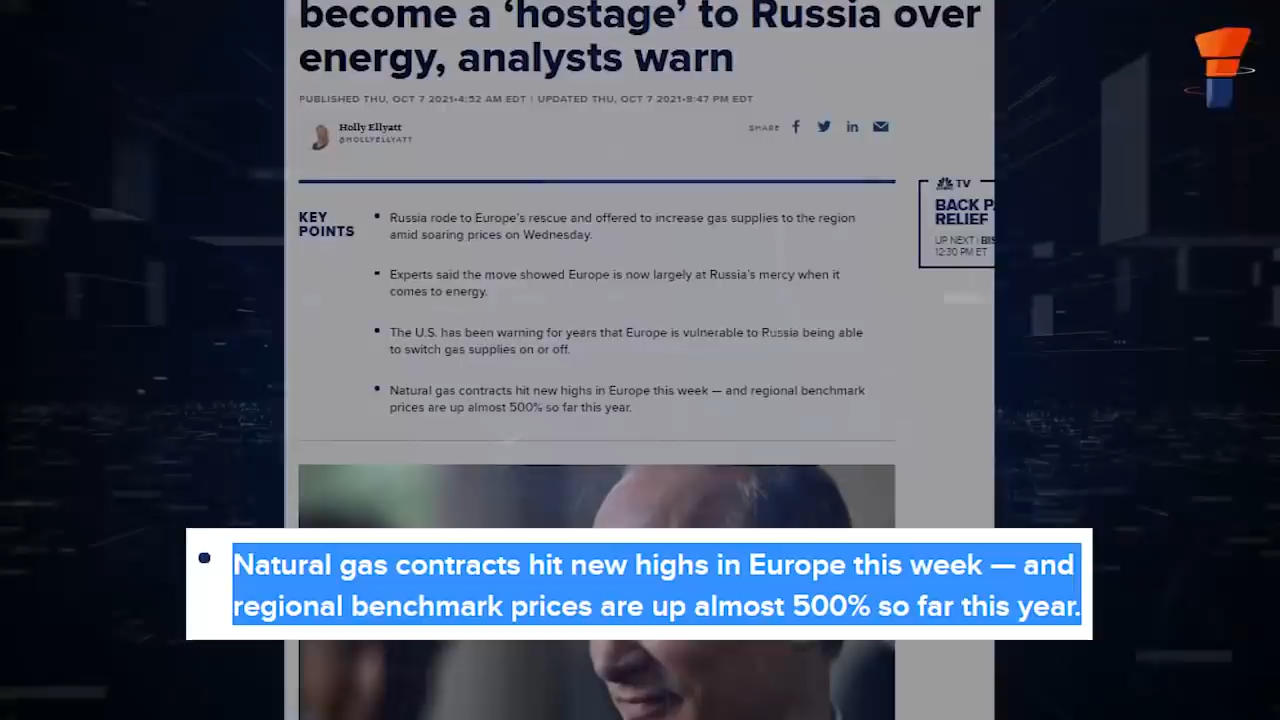 become a ‘hostage’ to Russia over
energy, analysts warn
PUBLISHED THU, OCT 7 2021•4:52 AM EDT | UPDATED THU, OCT 7 2021•9:47 PM EDT
Holly Ellyatt
@HOLLYELLYATT
SHARE
KEY
POINTS
Russia rode to Europe’s rescue and offered to increase gas supplies to the region
amid soaring prices on Wednesday.
Experts said the move showed Europe is now largely at Russia’s mercy when it
comes to energy.
The U.S. has been warning for years that Europe is vulnerable to Russia being able
to switch gas supplies on or off.
Natural gas contracts hit new highs in Europe this week — and regional benchmark
prices are up almost 500% so far this year.
TV
BACK
RELIEF
UP NEXT |
12:30 PM ET
Natural gas contracts hit new highs in Europe this week — and
regional benchmark prices are up almost 500% so far this year.